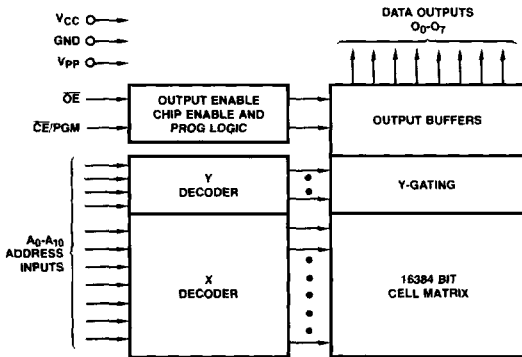 DATA OUTPUTS
O0-O7
VCC
GND
VPP
OE
CE/PGM
OUTPUT ENABLE
CHIP ENABLE AND
PROG LOGIC
OUTPUT BUFFERS
Y
DECODER
Y-GATING
A0-A10
ADDRESS
INPUTS
X
DECODER
16384 BIT
CELL MATRIX